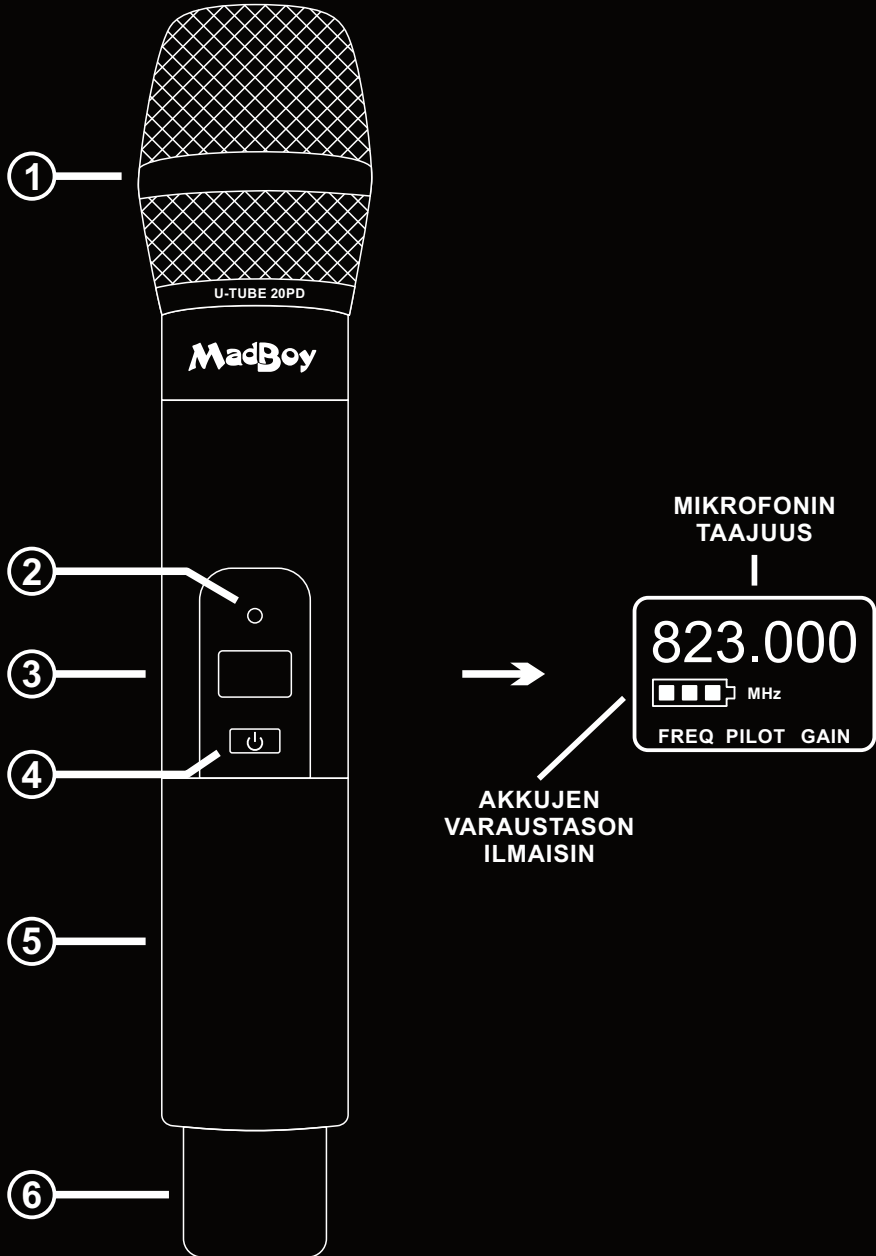 1
U-TUBE 20PD
MadBoy
2
3
4
5
6
MIKROFONIN
TAAJUUS
823.000
MHz
FREQ PILOT GAIN
AKKUJEN
VARAUSTASON
ILMAISIN